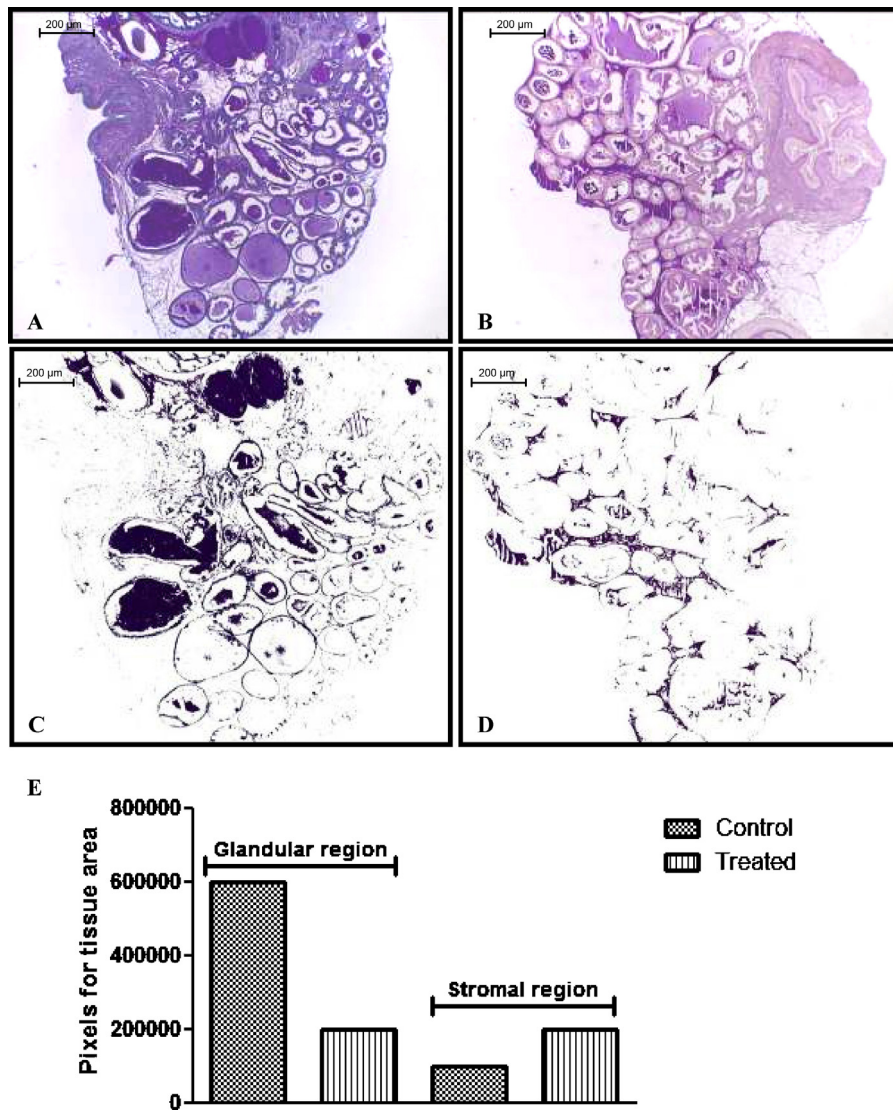 200 µm
200 µm
A
B
200 µm
200 µm
C
D
E
Pixels for tissue area
800000
600000
400000
200000
0
Glandular region
Stromal region
Control
Treated